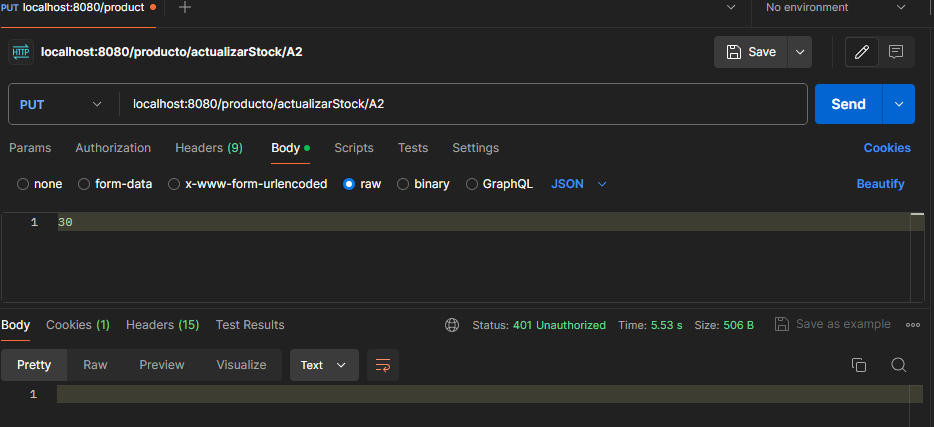 PUT localhost:8080/product
No environment
HTTP localhost:8080/producto/actualizarStock/A2
Save
PUT localhost:8080/producto/actualizarStock/A2 Send
Params Authorization Headers (9) Body Scripts Tests Settings Cookies
none form-data x-www-form-urlencoded raw binary GraphQL JSON Beautify
1 30
Body Cookies (1) Headers (15) Test Results Status: 401 Unauthorized Time: 5.53 s Size: 506 B Save as example
Pretty Raw Preview Visualize Text
1